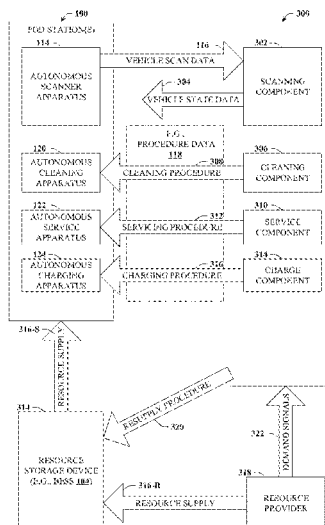 100
300
POD STATION(S)
114
AUTONOMOUS SCANNER APPARATUS
116
VEHICLE SCAN DATA
304
VEHICLE STATE DATA
302
SCANNING COMPONENT
E.G., PROCEDURE DATA
118
120
AUTONOMOUS CLEANING APPARATUS
308
CLEANING PROCEDURE
306
CLEANING COMPONENT
122
AUTONOMOUS SERVICE APPARATUS
312
SERVICING PROCEDURE
310
SERVICE COMPONENT
124
AUTONOMOUS CHARGING APPARATUS
326
CHARGING PROCEDURE
314
CHARGE COMPONENT
316-S
RESOURCE SUPPLY
RESUPPLY PROCEDURE
320
322
DEMAND SIGNALS
314
RESOURCE STORAGE DEVICE
316-R
RESOURCE SUPPLY
318
RESOURCE PROVIDER